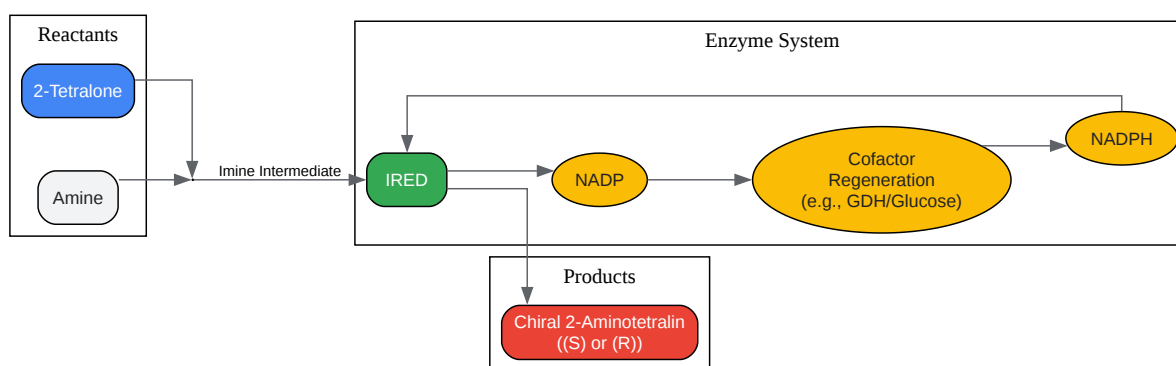 Reactants
2-Tetralone
Amine
Imine Intermediate
Enzyme System
IRED
NADP
Cofactor
Regeneration
(e.g., GDH/Glucose)
NADPH
Products
Chiral 2-Aminotetralin
((S) or (R))